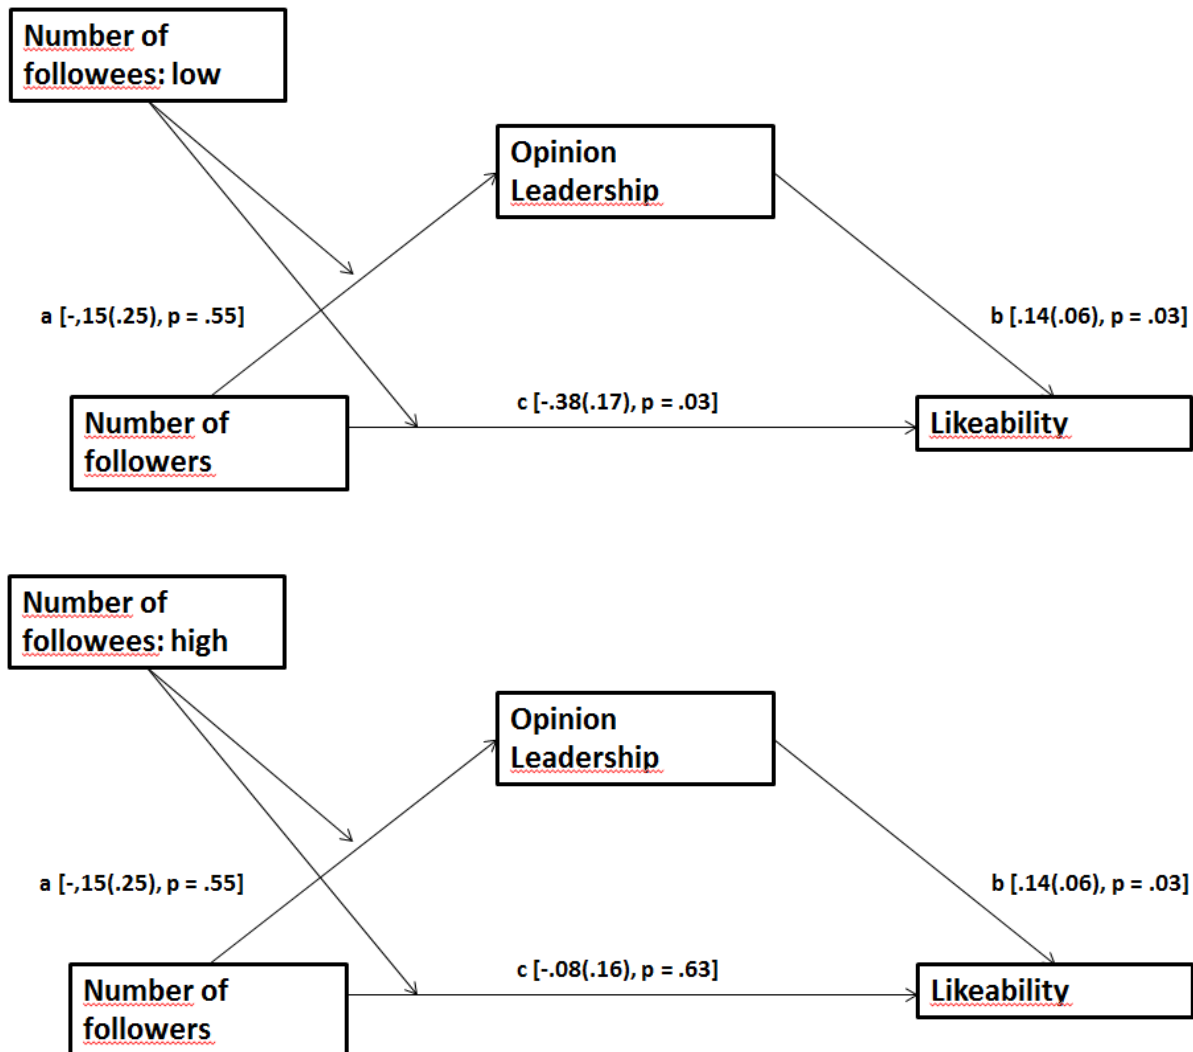 Number of
followees: low
Opinion
Leadership
a [-,15(.25), p = .55]
b [.14(.06), p = .03]
c [-.38(.17), p = .03]
Number of
followers
Likeability
Number of
followees: high
Opinion
Leadership
a [-,15(.25), p = .55]
b [.14(.06), p = .03]
c [-.08(.16), p = .63]
Number of
followers
Likeability